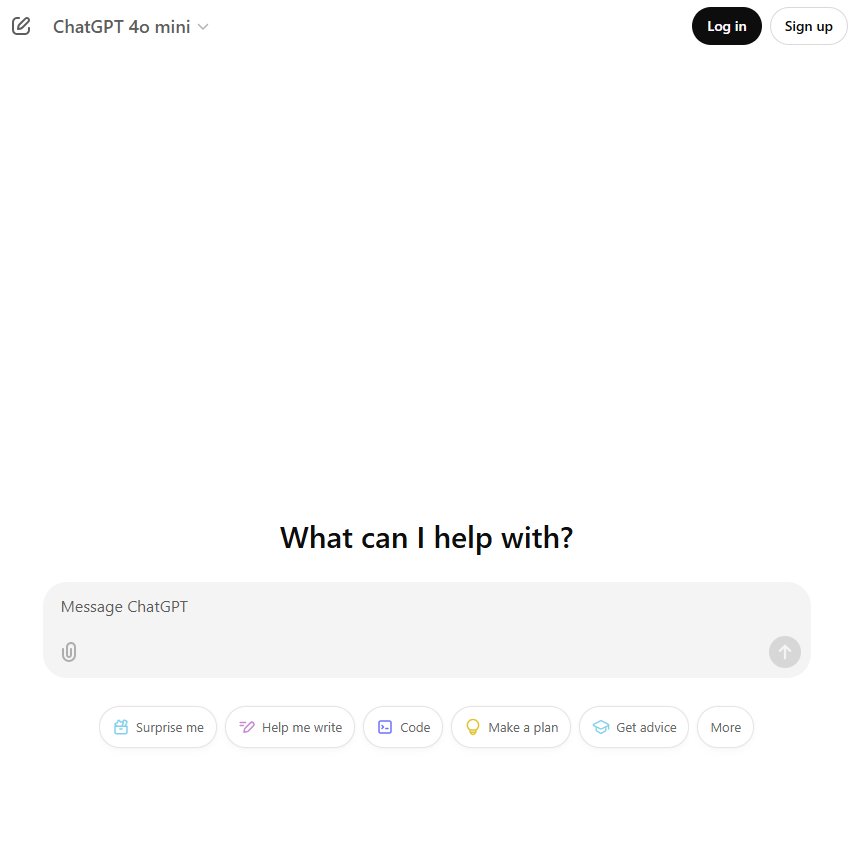 ChatGPT 4o mini
Log in
Sign up
What can I help with?
Message ChatGPT
Surprise me
Help me write
Code
Make a plan
Get advice
More